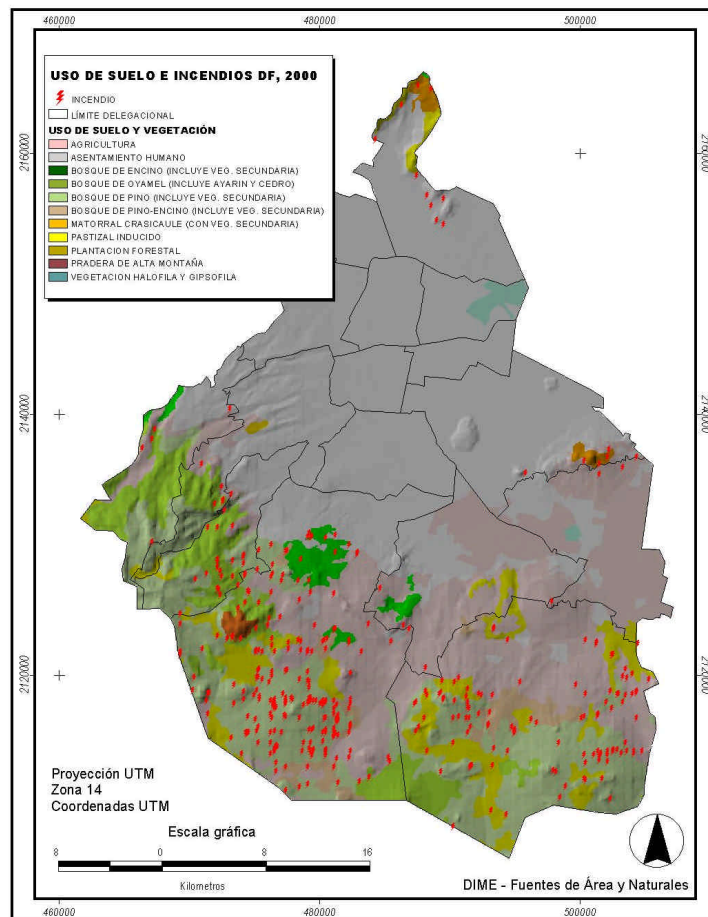 460000 480000 500000
USO DE SUELO E INCENDIOS DF, 2000
INCENDIO
LÍMITE DELEGACIONAL
USO DE SUELO Y VEGETACIÓN
AGRICULTURA
ASENTAMIENTO HUMANO
BOSQUE DE ENCINO (INCLUYE VEG. SECUNDARIA)
BOSQUE DE OYAMEL (INCLUYE AYARIN Y CEDRO)
BOSQUE DE PINO (INCLUYE VEG. SECUNDARIA)
BOSQUE DE PINO-ENCINO (INCLUYE VEG. SECUNDARIA)
MATORRAL CRASICAULE (CON VEG. SECUNDARIA)
PASTIZAL INDUCIDO
PLANTACION FORESTAL
PRADERA DE ALTA MONTAÑA
VEGETACION HALOFILA Y GIPSOFILA
2160000 2160000
2140000 2140000
2120000 2120000
Proyección UTM
Zona 14
Coordenadas UTM
Escala gráfica
8 0 8 16
Kilometros
DIME - Fuentes de Área y Naturales
460000 480000 500000